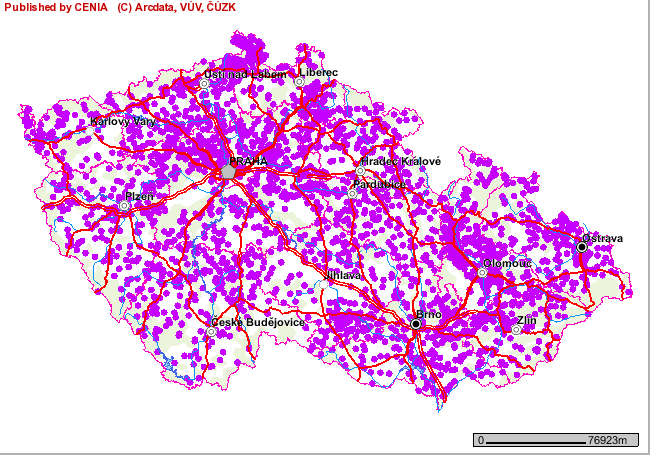 Published by CENIA (C) Arcdata, VÚV, ČÚZK
Ústí nad Labem
Liberec
Karlovy Vary
PRAHA
Hradec Králové
Pardubice
Plzeň
Ostrava
Olomouc
Jihlava
Brno
Zlín
České Budějovice
0 76923m